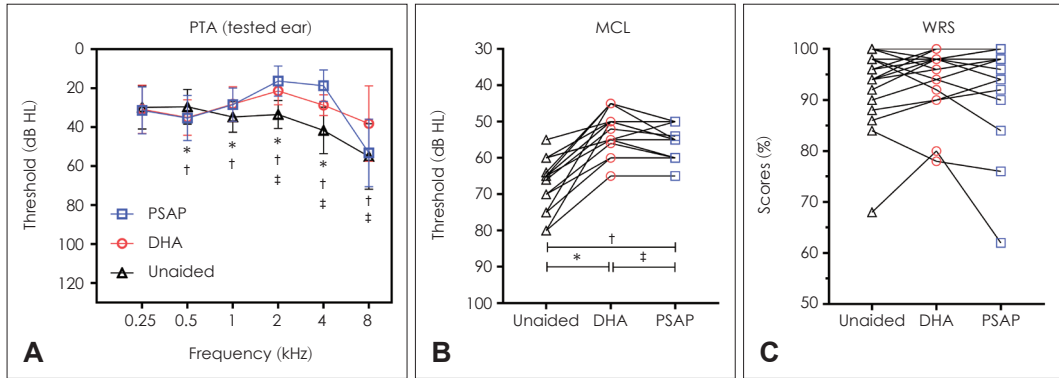 PTA (tested ear)
Threshold (dB HL)
0
20
40
60
80
100
120
*
†
*
†
*
†
‡
*
†
‡
†
‡
PSAP
DHA
Unaided
0.25 0.5 1 2 4 8
Frequency (kHz)
A
MCL
Threshold (dB HL)
30
40
50
60
70
80
90
100
†
* ‡
Unaided DHA PSAP
B
WRS
Scores (%)
100
90
80
70
60
50
Unaided DHA PSAP
C